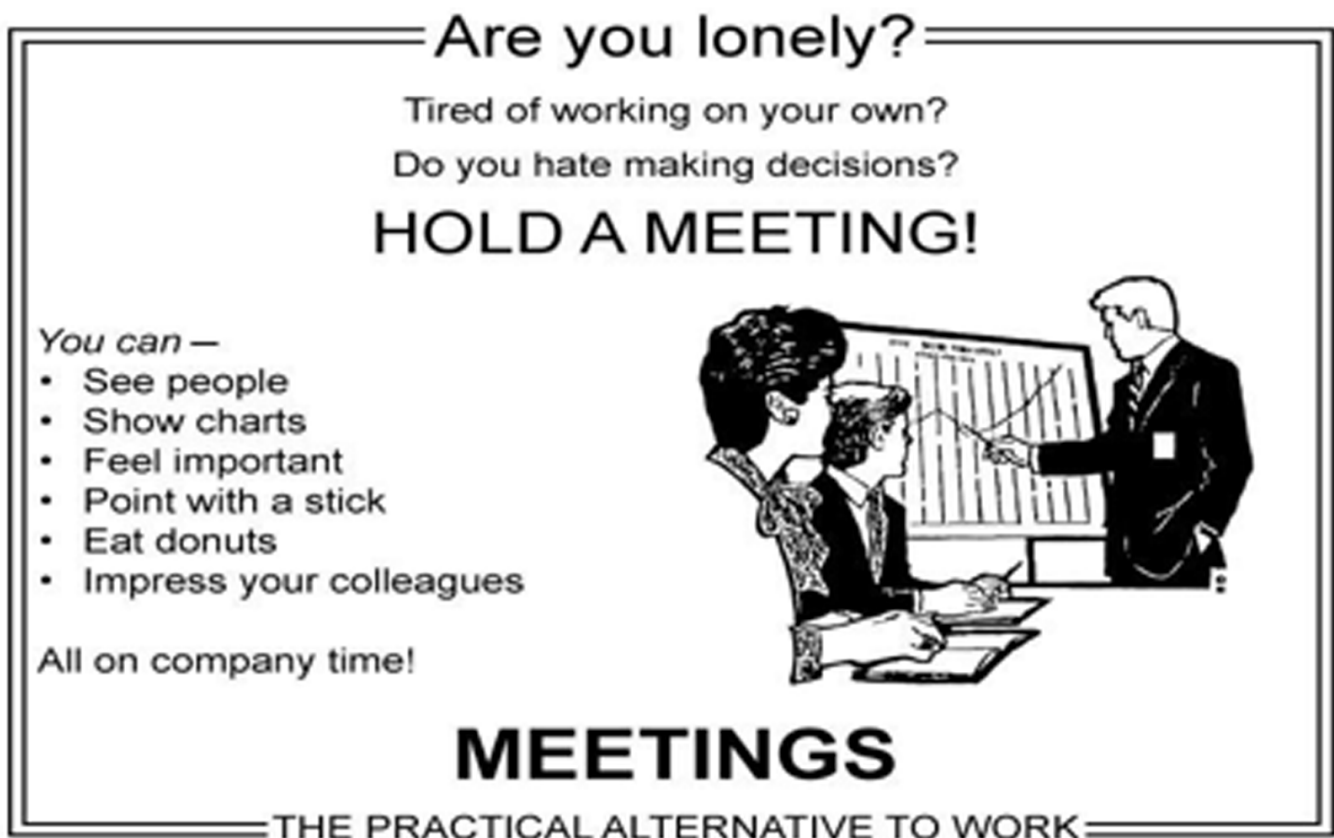 Are you lonely?
Tired of working on your own?
Do you hate making decisions?
HOLD A MEETING!
You can –
• See people
• Show charts
• Feel important
• Point with a stick
• Eat donuts
• Impress your colleagues
All on company time!
MEETINGS
THE PRACTICAL ALTERNATIVE TO WORK